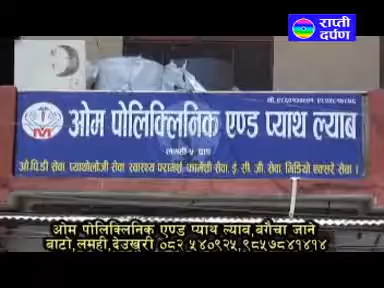 राप्ती
दर्पण
ओम पोलिक्लिनिक एण्ड प्याथ ल्याब
लमही ५ दाङ
ओ.पि.डी सेवा, प्याथोलोजी सेवा स्वास्थ्य परामर्श फार्मेसी सेवा, ई. सी. जी. सेवा, भिडियो एक्सरे सेवा ।
ओम पोलिक्लिनिक एण्ड प्याथ ल्याव,बगैचा जाने
बाटो,लमही,देउखुरी ०८२ ५४०९२५,९८५७८४१४१४